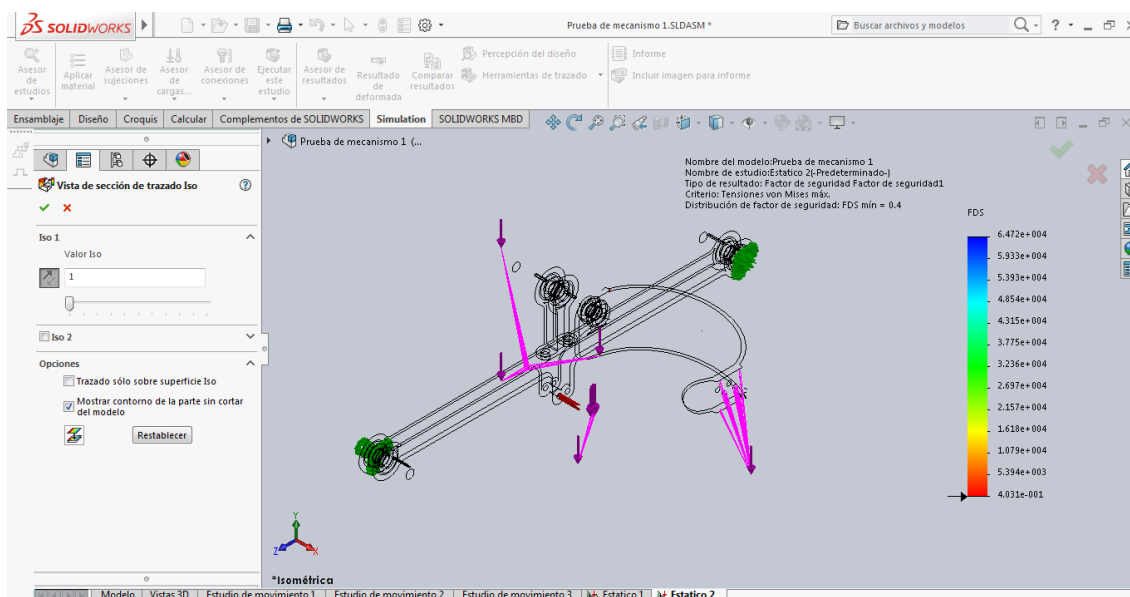 SOLIDWORKS
Prueba de mecanismo 1.SLDASM *
Buscar archivos y modelos
Asesor de estudios
Aplicar material
Asesor de sujeciones
Asesor de cargas...
Asesor de conexiones
Ejecutar este estudio
Asesor de resultados
Resultado de deformada
Comparar resultados
Percepción del diseño
Herramientas de trazado
Informe
Incluir imagen para informe
Ensamblaje Diseño Croquis Calcular Complementos de SOLIDWORKS Simulation SOLIDWORKS MBD
Prueba de mecanismo 1 (...
Vista de sección de trazado Iso
Iso 1
Valor Iso
1
Iso 2
Opciones
Trazado sólo sobre superficie Iso
Mostrar contorno de la parte sin cortar
del modelo
Restablecer
Nombre del modelo:Prueba de mecanismo 1
Nombre de estudio:Estatico 2(-Predeterminado-)
Tipo de resultado: Factor de seguridad Factor de seguridad1
Criterio: Tensiones von Mises máx.
Distribución de factor de seguridad: FDS mín = 0.4
FDS
6.472e+004
5.933e+004
5.393e+004
4.854e+004
4.315e+004
3.775e+004
3.236e+004
2.697e+004
2.157e+004
1.618e+004
1.079e+004
5.394e+003
4.031e-001
Y
Z
X
*Isométrica
Modelo Vistas 3D Estudio de movimiento 1 Estudio de movimiento 2 Estudio de movimiento 3 Estatico 1 Estatico 2